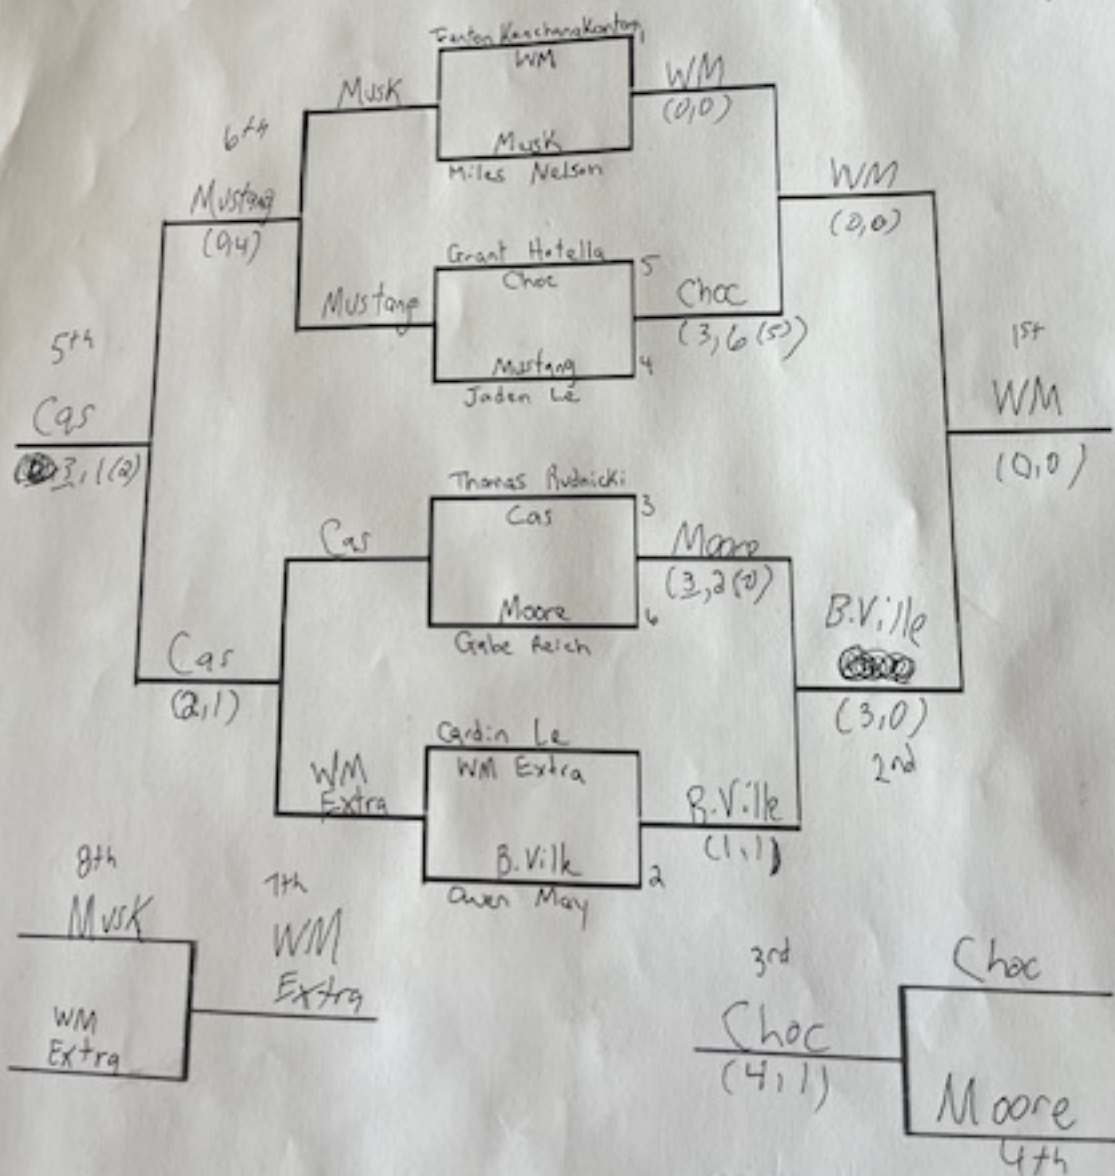 WM
Musk
WM
(0,0)
6th
Musk
Miles Nelson
WM
(0,0)
Mustang
(0,4)
Grant Hotella
5
Choc
Choc
(3,6(5))
Mustang
Mustang
4
Jaden Le
5th
1st
Cas
WM
3,1(2)
(0,0)
Thomas Rudnicki
3
Cas
Cas
Moore
(3,2(0)
Moore
6
Gabe Reich
B.Ville
Cas
(2,1)
(3,0)
2nd
Cardin Le
WM Extra
WM
Extra
B.Ville
(1,1)
B.Ville
2
Owen May
8th
Musk
7th
WM
Extra
WM
Extra
3rd
Choc
Choc
(4,1)
Moore
4th